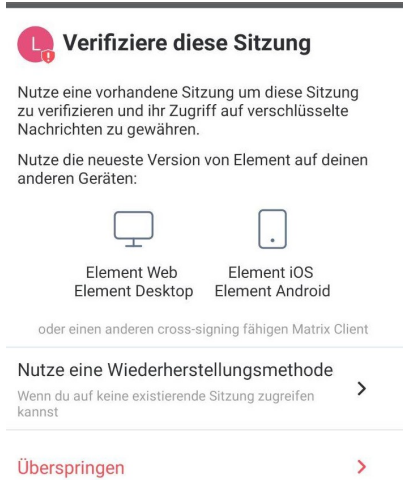 L
Verifiziere diese Sitzung
Nutze eine vorhandene Sitzung um diese Sitzung
zu verifizieren und ihr Zugriff auf verschlüsselte
Nachrichten zu gewähren.
Nutze die neueste Version von Element auf deinen
anderen Geräten:
Element Web
Element Desktop
Element iOS
Element Android
oder einen anderen cross-signing fähigen Matrix Client
Nutze eine Wiederherstellungsmethode
Wenn du auf keine existierende Sitzung zugreifen
kannst
Überspringen